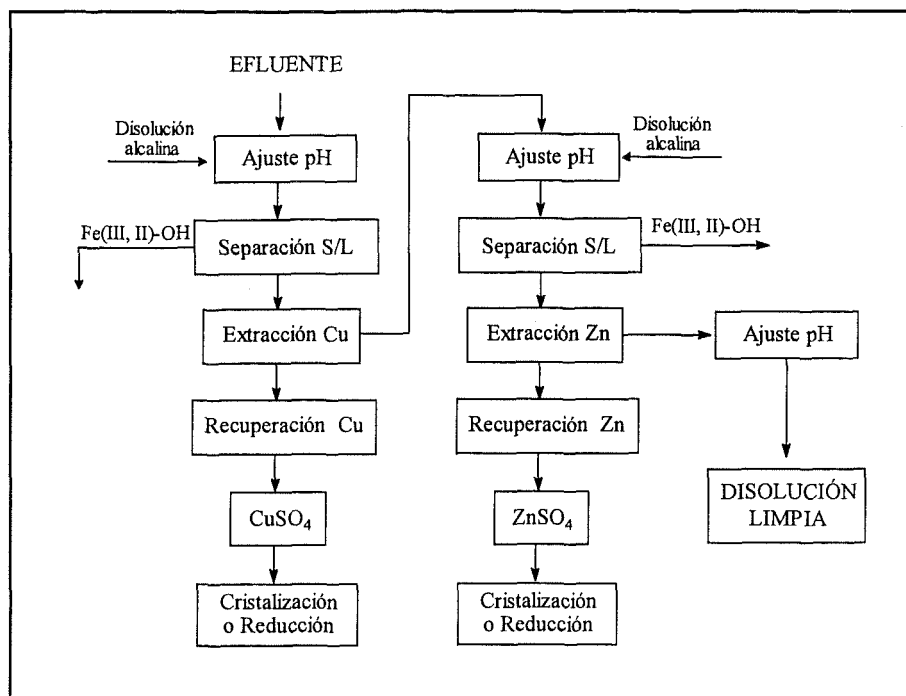 EFLUENTE
Disolución
alcalina
Ajuste pH
Fe(III, II)-OH
Separación S/L
Extracción Cu
Recuperación Cu
CuSO4
Cristalización
o Reducción
Disolución
alcalina
Ajuste pH
Separación S/L
Fe(III, II)-OH
Extracción Zn
Ajuste pH
Recuperación Zn
DISOLUCIÓN
LIMPIA
ZnSO4
Cristalización
o Reducción